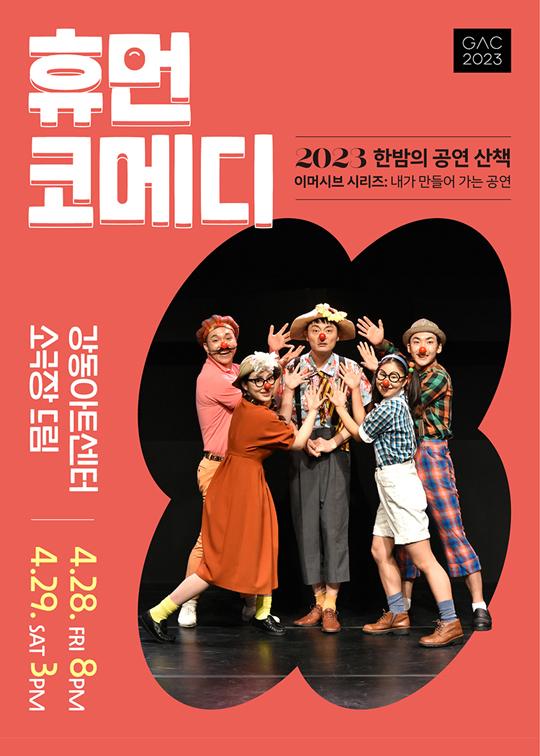 휴먼
코메디
GAC
2023
2023 한밤의 공연 산책
이머시브 시리즈: 내가 만들어 가는 공연
강동아트센터
소극장 드림
4.28. FRI 8PM
4.29. SAT 3PM